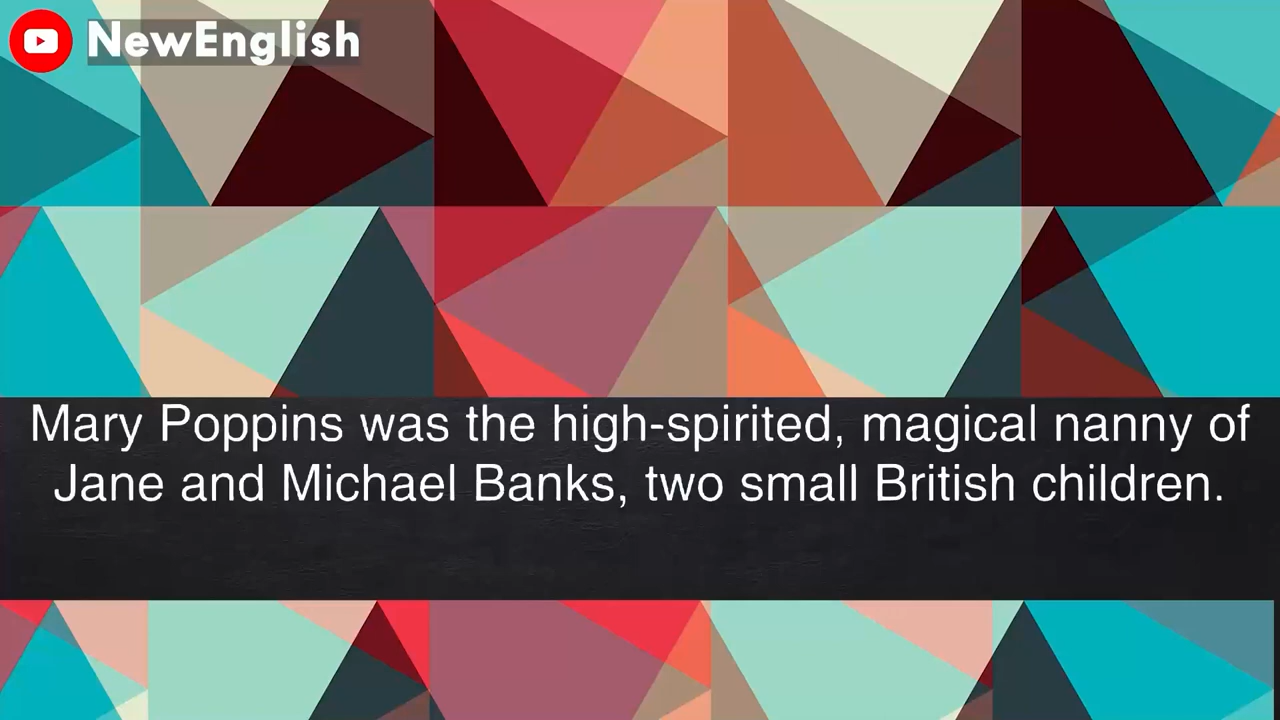 NewEnglish
Mary Poppins was the high-spirited, magical nanny of
Jane and Michael Banks, two small British children.